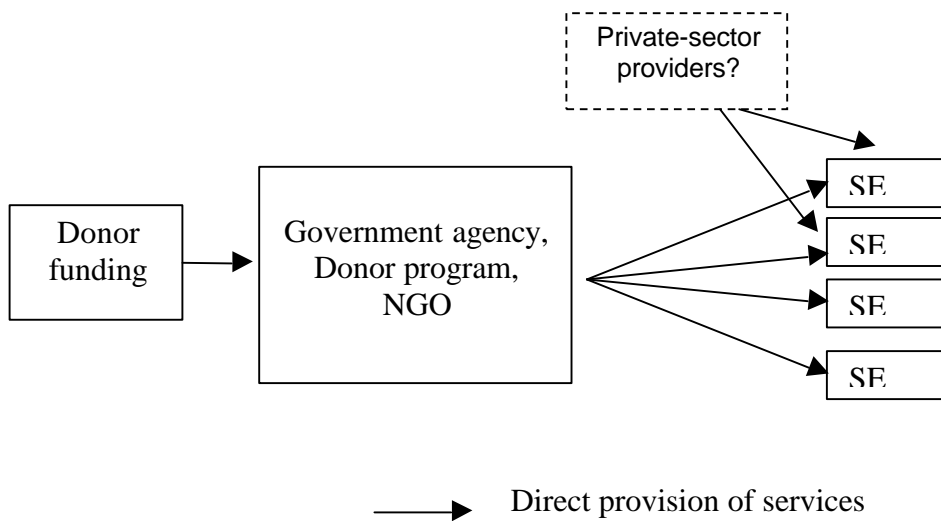 Private-sector
providers?
Donor
funding
Government agency,
Donor program,
NGO
SE
SE
SE
SE
Direct provision of services